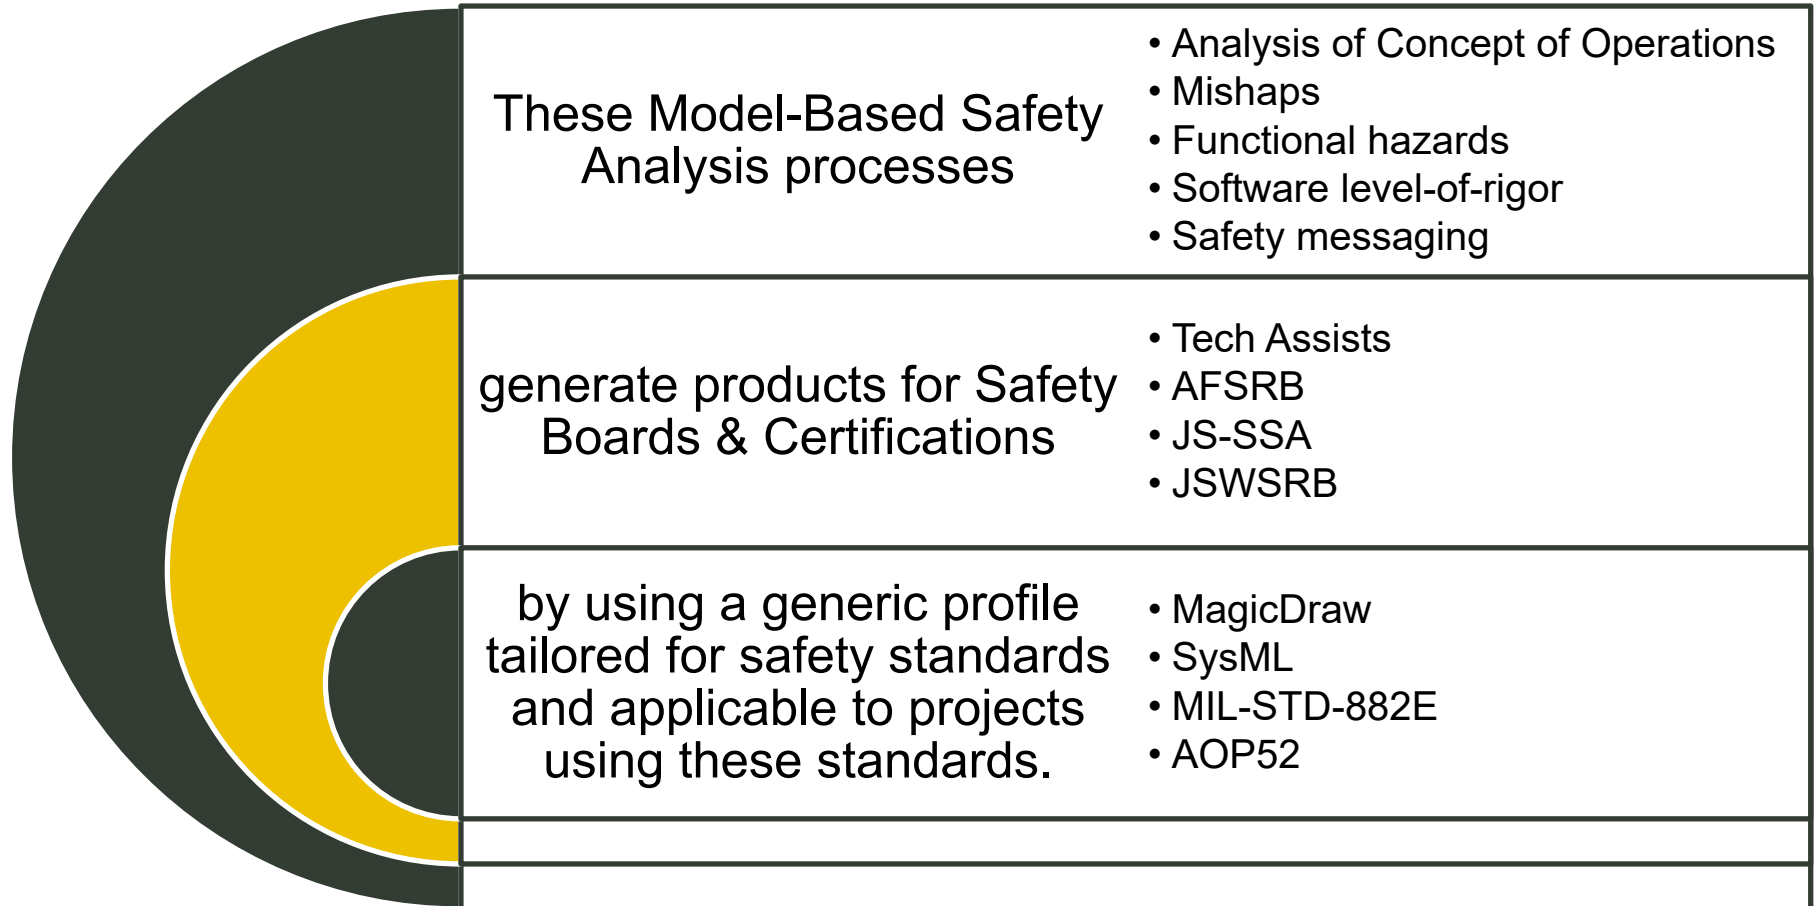 These Model-Based Safety
Analysis processes
• Analysis of Concept of Operations
• Mishaps
• Functional hazards
• Software level-of-rigor
• Safety messaging
generate products for Safety
Boards & Certifications
• Tech Assists
• AFSRB
• JS-SSA
• JSWSRB
by using a generic profile
tailored for safety standards
and applicable to projects
using these standards.
• MagicDraw
• SysML
• MIL-STD-882E
• AOP52